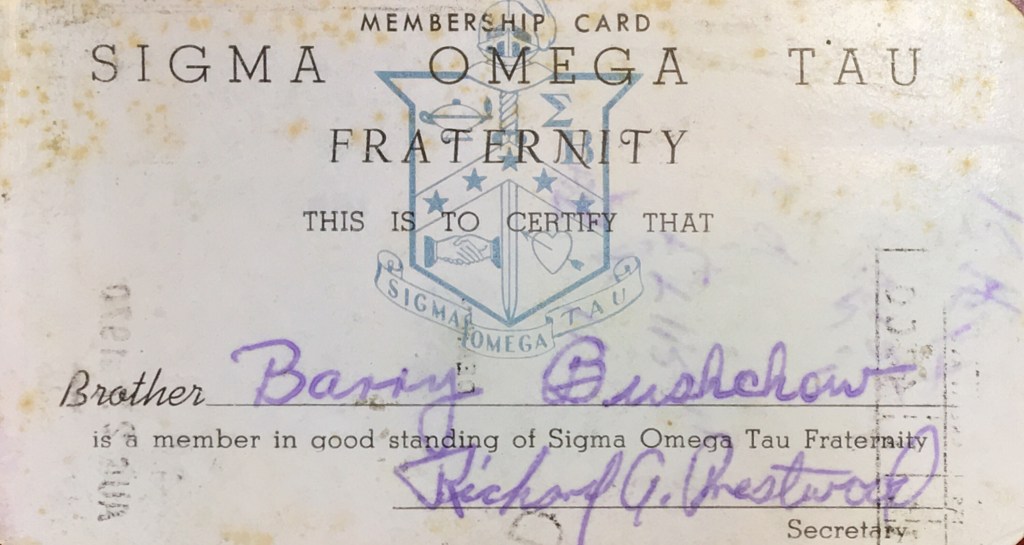 MEMBERSHIP CARD
SIGMA OMEGA TAU
Σ
FRATERNITY
B
THIS IS TO CERTIFY THAT
SIGMA OMEGA TAU
Brother Barry Bushchow
is a member in good standing of Sigma Omega Tau Fraternity
Richard G. Prestwood
Secretary